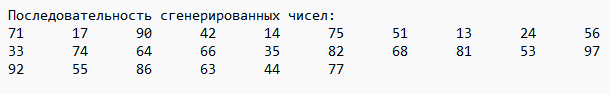 Последовательность сгенерированных чисел:
71 17 90 42 14 75 51 13 24 56
33 74 64 66 35 82 68 81 53 97
92 55 86 63 44 77